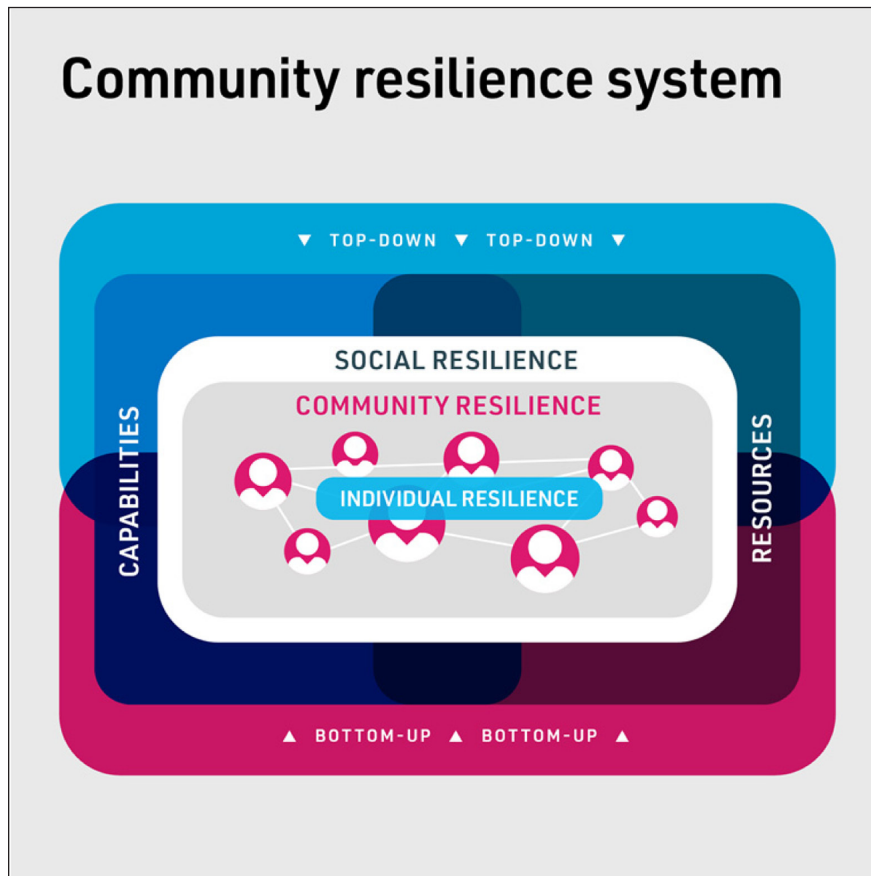 Community resilience system
▼ TOP-DOWN ▼ TOP-DOWN ▼
SOCIAL RESILIENCE
COMMUNITY RESILIENCE
CAPABILITIES
INDIVIDUAL RESILIENCE
RESOURCES
▲ BOTTOM-UP ▲ BOTTOM-UP ▲